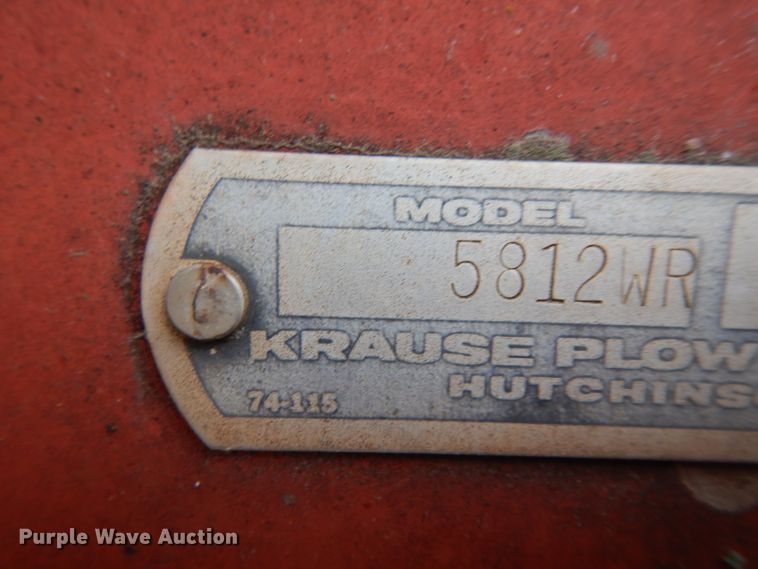 MODEL
5812WR
KRAUSE PLOW
HUTCHINS
74-115
Purple Wave Auction